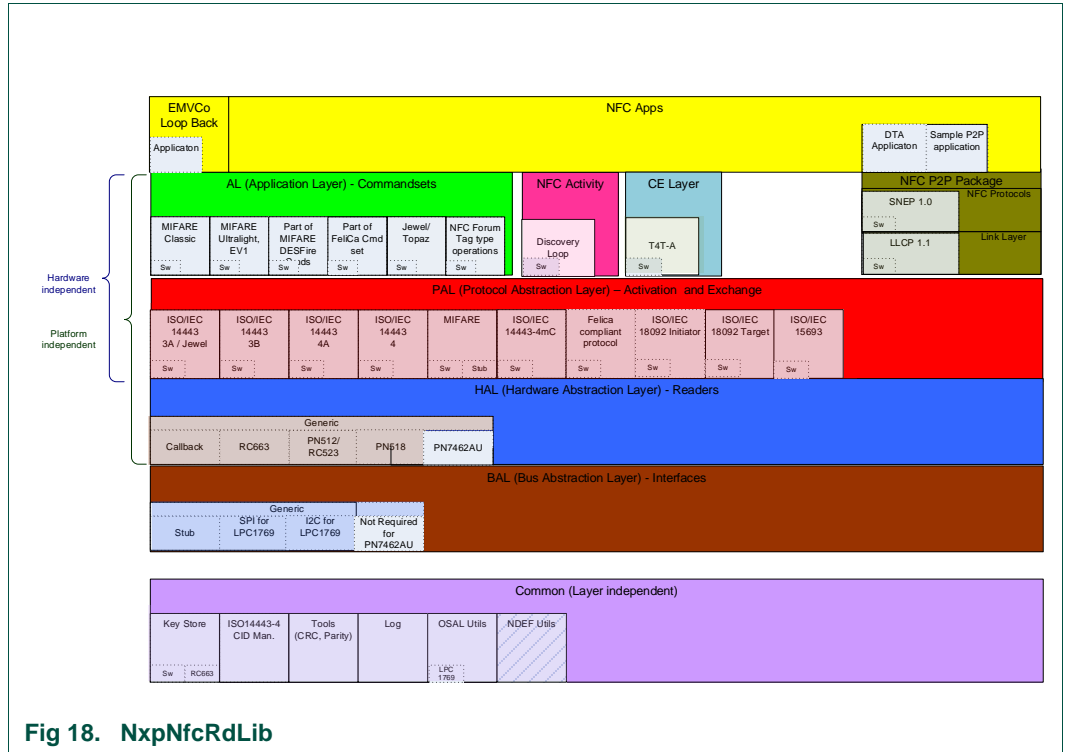 EMVCo
Loop Back
NFC Apps
Applicaton
DTA
Applicaton
Sample P2P
application
AL (Application Layer) - Commandsets
NFC Activity
CE Layer
NFC P2P Package
NFC Protocols
SNEP 1.0
Sw
Link Layer
LLCP 1.1
Sw
MIFARE
Classic
Sw
MIFARE
Ultralight,
EV1
Sw
Part of
MIFARE
DESFire
Sw
Part of
FeliCa Cmd
set
Sw
Jewel/
Topaz
Sw
NFC Forum
Tag type
operations
Sw
Discovery
Loop
Sw
T4T-A
Sw
Hardware
independent
Platform
independent
PAL (Protocol Abstraction Layer) – Activation and Exchange
ISO/IEC
14443
3A / Jewel
Sw
ISO/IEC
14443
3B
Sw
ISO/IEC
14443
4A
Sw
ISO/IEC
14443
4
Sw
MIFARE
Sw
Stub
ISO/IEC
14443-4mC
Sw
Felica
compliant
protocol
Sw
ISO/IEC
18092 Initiator
Sw
ISO/IEC
18092 Target
Sw
ISO/IEC
15693
Sw
HAL (Hardware Abstraction Layer) - Readers
Generic
Callback
RC663
PN512/
RC523
PN518
PN7462AU
BAL (Bus Abstraction Layer) - Interfaces
Generic
Stub
SPI for
LPC1769
I2C for
LPC1769
Not Required
for
PN7462AU
Common (Layer independent)
Key Store
Sw
RC663
ISO14443-4
CID Man.
Tools
(CRC, Parity)
Log
OSAL Utils
LPC
1769
NDEF Utils
Fig 18. NxpNfcRdLib